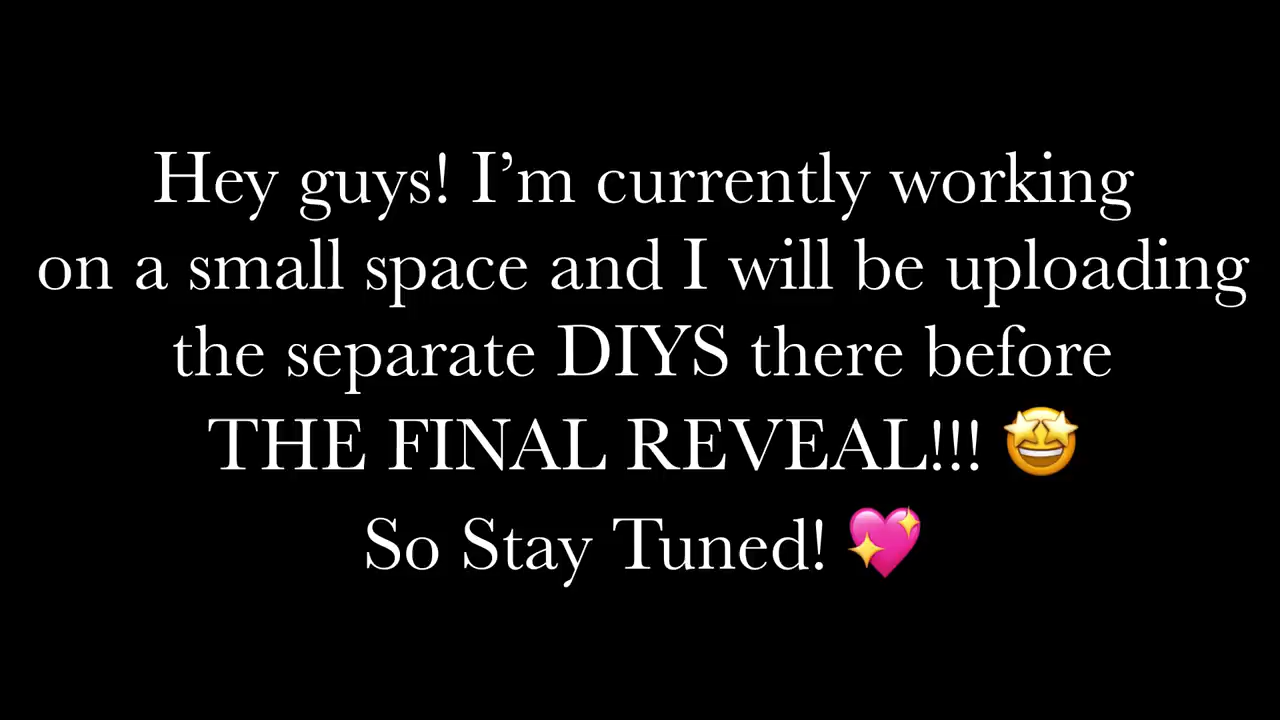 Hey guys! I’m currently working
on a small space and I will be uploading
the separate DIYS there before
THE FINAL REVEAL!!! 🤩
So Stay Tuned! 💖